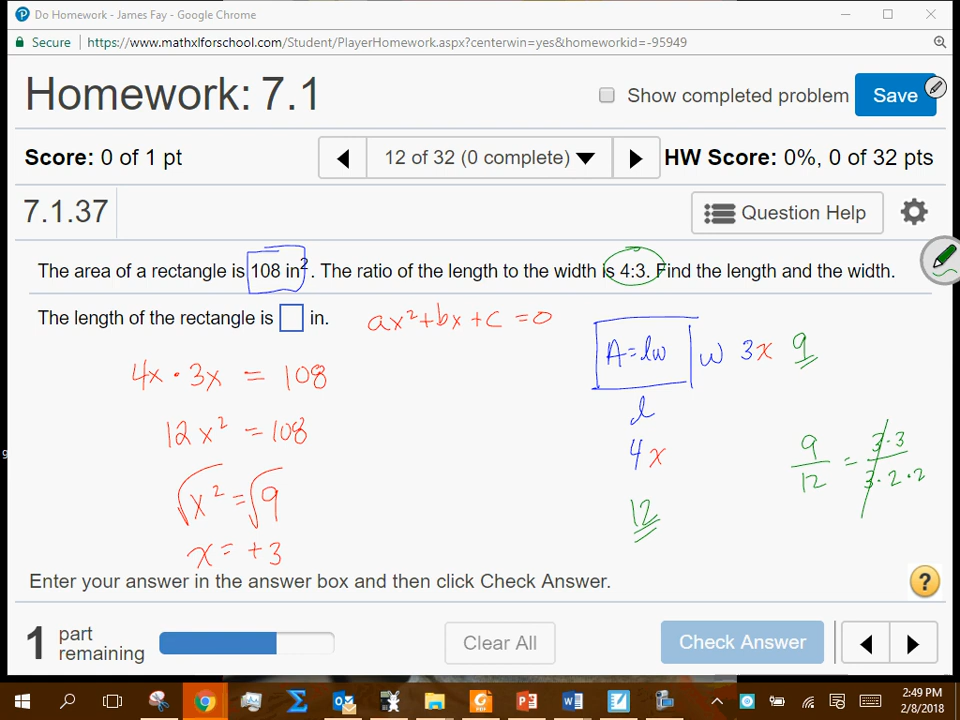 Do Homework - James Fay - Google Chrome
Secure https://www.mathxlforschool.com/Student/PlayerHomework.aspx?centerwin=yes&homeworkid=-95949
Homework: 7.1
Show completed problem Save
Score: 0 of 1 pt
12 of 32 (0 complete)
HW Score: 0%, 0 of 32 pts
7.1.37
Question Help
The area of a rectangle is 108 in². The ratio of the length to the width is 4:3. Find the length and the width.
The length of the rectangle is in.
ax² + bx + c = 0
4x · 3x = 108
12x² = 108
√x² = √9
x = +3
A = lw
w 3x 9
l
4x
12
9/12 = 3·3/3·2·2
Enter your answer in the answer box and then click Check Answer.
1 part remaining
Clear All
Check Answer
?
2:49 PM
2/8/2018